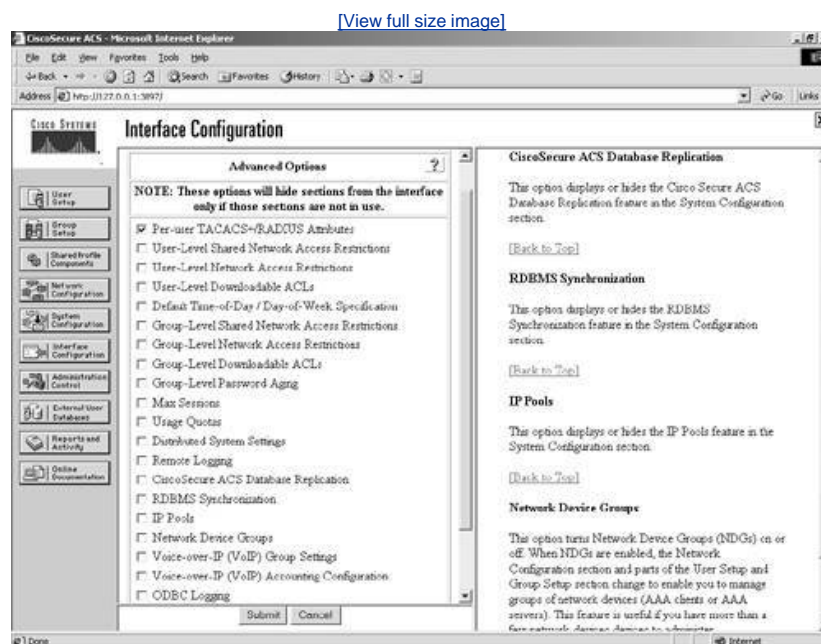 [View full size image]
CiscoSecure ACS - Microsoft Internet Explorer
File Edit View Favorites Tools Help
Back Search Favorites History
Address http://127.0.0.1:3897/ Go Links
CISCO SYSTEMS
Interface Configuration
User Setup
Group Setup
Shared Profile Components
Network Configuration
System Configuration
Interface Configuration
Administration Control
External User Databases
Reports and Activity
Online Documentation
Advanced Options ?
NOTE: These options will hide sections from the interface
only if those sections are not in use.
Per-user TACACS+/RADIUS Attributes
User-Level Shared Network Access Restrictions
User-Level Network Access Restrictions
User-Level Downloadable ACLs
Default Time-of-Day / Day-of-Week Specification
Group-Level Shared Network Access Restrictions
Group-Level Network Access Restrictions
Group-Level Downloadable ACLs
Group-Level Password Aging
Max Sessions
Usage Quotas
Distributed System Settings
Remote Logging
CiscoSecure ACS Database Replication
RDBMS Synchronization
IP Pools
Network Device Groups
Voice-over-IP (VoIP) Group Settings
Voice-over-IP (VoIP) Accounting Configuration
ODBC Logging
Submit Cancel
CiscoSecure ACS Database Replication
This option displays or hides the Cisco Secure ACS
Database Replication feature in the System Configuration
section.
[Back to Top]
RDBMS Synchronization
This option displays or hides the RDBMS
Synchronization feature in the System Configuration
section.
[Back to Top]
IP Pools
This option displays or hides the IP Pools feature in the
System Configuration section.
[Back to Top]
Network Device Groups
This option turns Network Device Groups (NDGs) on or
off. When NDGs are enabled, the Network
Configuration section and parts of the User Setup and
Group Setup section change to enable you to manage
groups of network devices (AAA clients or AAA
servers). This feature is useful if you have more than a
few network devices devices to administer
Done
Internet